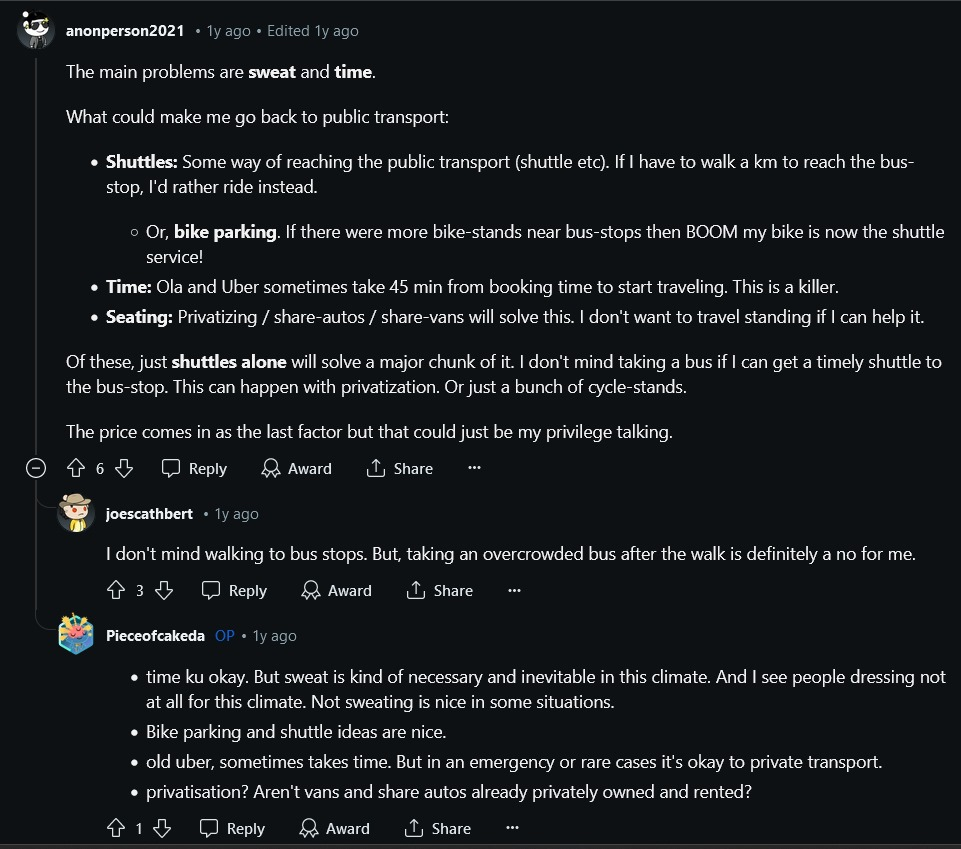 anonperson2021 • 1y ago • Edited 1y ago
The main problems are sweat and time.
What could make me go back to public transport:
• Shuttles: Some way of reaching the public transport (shuttle etc). If I have to walk a km to reach the bus-
stop, I'd rather ride instead.
○ Or, bike parking. If there were more bike-stands near bus-stops then BOOM my bike is now the shuttle
service!
• Time: Ola and Uber sometimes take 45 min from booking time to start traveling. This is a killer.
• Seating: Privatizing / share-autos / share-vans will solve this. I don't want to travel standing if I can help it.
Of these, just shuttles alone will solve a major chunk of it. I don't mind taking a bus if I can get a timely shuttle to
the bus-stop. This can happen with privatization. Or just a bunch of cycle-stands.
The price comes in as the last factor but that could just be my privilege talking.
6 Reply Award Share ...
joescathbert • 1y ago
I don't mind walking to bus stops. But, taking an overcrowded bus after the walk is definitely a no for me.
3 Reply Award Share ...
Pieceofcakeda OP • 1y ago
• time ku okay. But sweat is kind of necessary and inevitable in this climate. And I see people dressing not
at all for this climate. Not sweating is nice in some situations.
• Bike parking and shuttle ideas are nice.
• old uber, sometimes takes time. But in an emergency or rare cases it's okay to private transport.
• privatisation? Aren't vans and share autos already privately owned and rented?
1 Reply Award Share ...